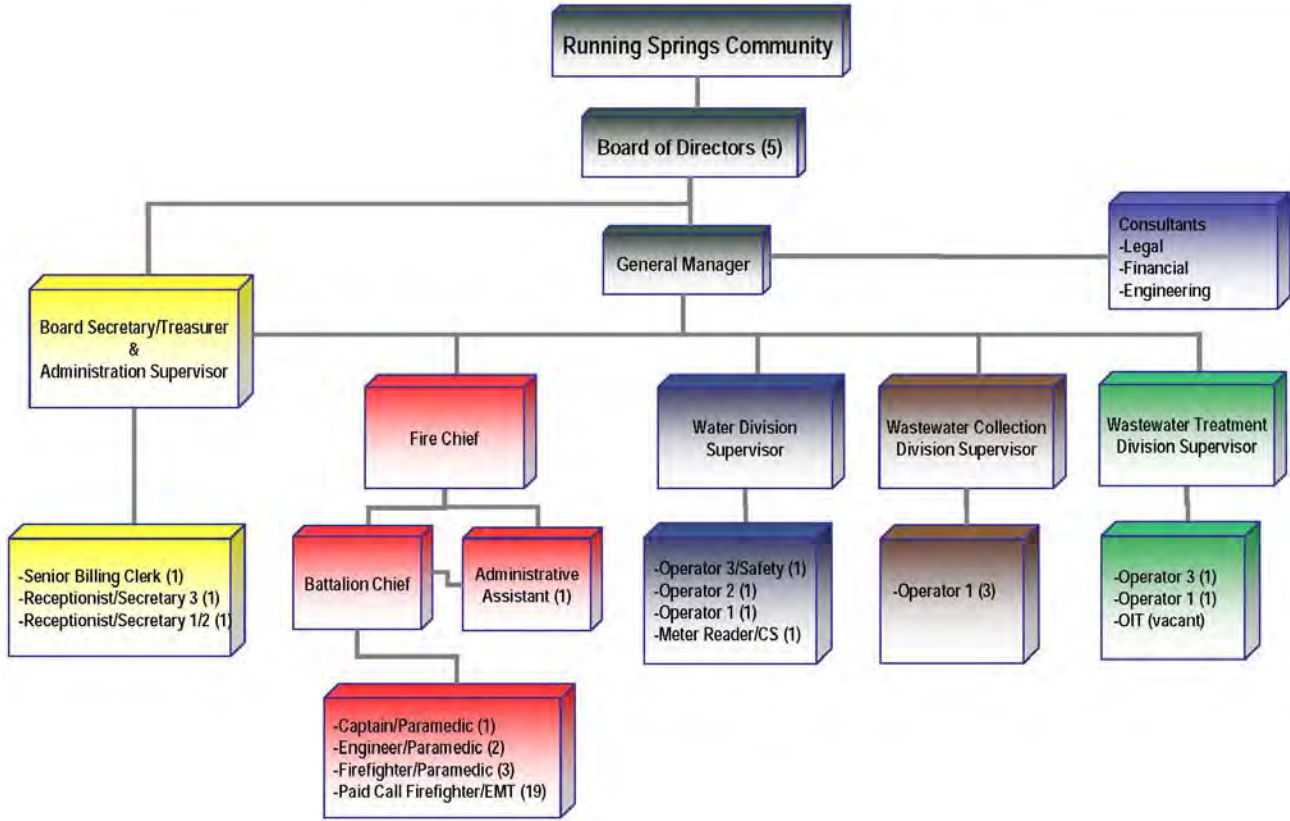 Running Springs Community
Board of Directors (5)
General Manager
Consultants
-Legal
-Financial
-Engineering
Board Secretary/Treasurer
&
Administration Supervisor
Fire Chief
Water Division
Supervisor
Wastewater Collection
Division Supervisor
Wastewater Treatment
Division Supervisor
-Senior Billing Clerk (1)
-Receptionist/Secretary 3 (1)
-Receptionist/Secretary 1/2 (1)
Battalion Chief
Administrative
Assistant (1)
-Operator 3/Safety (1)
-Operator 2 (1)
-Operator 1 (1)
-Meter Reader/CS (1)
-Operator 1 (3)
-Operator 3 (1)
-Operator 1 (1)
-OIT (vacant)
-Captain/Paramedic (1)
-Engineer/Paramedic (2)
-Firefighter/Paramedic (3)
-Paid Call Firefighter/EMT (19)